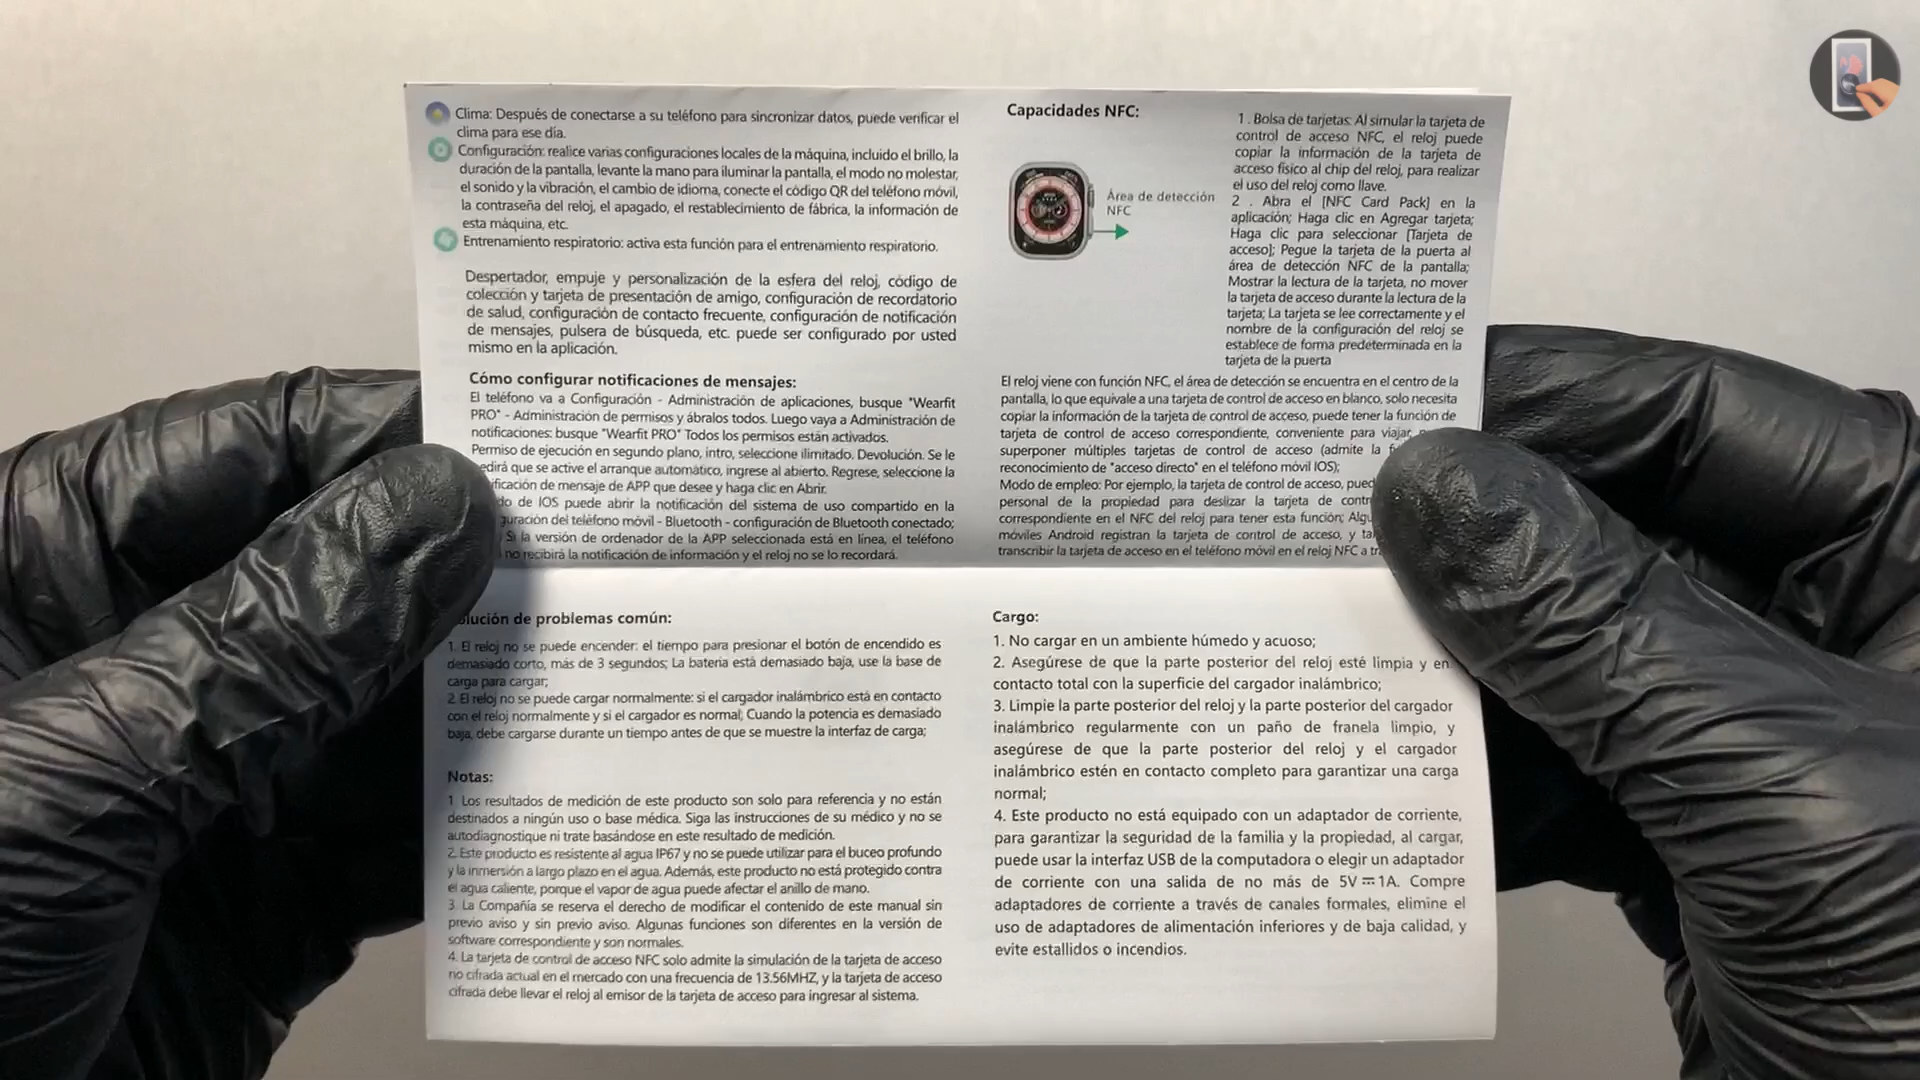 Clima: Después de conectarse a su teléfono para sincronizar datos, puede verificar el
clima para ese día.
Configuración: realice varias configuraciones locales de la máquina, incluido el brillo, la
duración de la pantalla, levante la mano para iluminar la pantalla, el modo no molestar,
el sonido y la vibración, el cambio de idioma, conecte el código QR del teléfono móvil,
la contraseña del reloj, el apagado, el restablecimiento de fábrica, la información de
esta máquina, etc.
Entrenamiento respiratorio: activa esta función para el entrenamiento respiratorio.
Despertador, empuje y personalización de la esfera del reloj, código de
colección y tarjeta de presentación de amigo, configuración de recordatorio
de salud, configuración de contacto frecuente, configuración de notificación
de mensajes, pulsera de búsqueda, etc. puede ser configurado por usted
mismo en la aplicación.
Cómo configurar notificaciones de mensajes:
El teléfono va a Configuración - Administración de aplicaciones, busque "Wearfit
PRO" - Administración de permisos y ábralos todos. Luego vaya a Administración de
notificaciones: busque "Wearfit PRO" Todos los permisos están activados.
Permiso de ejecución en segundo plano, intro, seleccione ilimitado. Devolución. Se le
edirá que se active el arranque automático, ingrese al abierto. Regrese, seleccione la
ificación de mensaje de APP que desee y haga clic en Abrir.
do de IOS puede abrir la notificación del sistema de uso compartido en la
guración del teléfono móvil - Bluetooth - configuración de Bluetooth conectado;
Si la versión de ordenador de la APP seleccionada está en línea, el teléfono
no recibirá la notificación de información y el reloj no se lo recordará.
Capacidades NFC:
Área de detección
NFC
1 . Bolsa de tarjetas: Al simular la tarjeta de
control de acceso NFC, el reloj puede
copiar la información de la tarjeta de
acceso físico al chip del reloj, para realizar
el uso del reloj como llave.
2 . Abra el [NFC Card Pack] en la
aplicación; Haga clic en Agregar tarjeta;
Haga clic para seleccionar [Tarjeta de
acceso]; Pegue la tarjeta de la puerta al
área de detección NFC de la pantalla;
Mostrar la lectura de la tarjeta, no mover
la tarjeta de acceso durante la lectura de la
tarjeta; La tarjeta se lee correctamente y el
nombre de la configuración del reloj se
establece de forma predeterminada en la
tarjeta de la puerta
El reloj viene con función NFC, el área de detección se encuentra en el centro de la
pantalla, lo que equivale a una tarjeta de control de acceso en blanco, solo necesita
copiar la información de la tarjeta de control de acceso, puede tener la función de
tarjeta de control de acceso correspondiente, conveniente para viajar,
superponer múltiples tarjetas de control de acceso (admite la
reconocimiento de "acceso directo" en el teléfono móvil IOS);
Modo de empleo: Por ejemplo, la tarjeta de control de acceso, pued
personal de la propiedad para deslizar la tarjeta de contr
correspondiente en el NFC del reloj para tener esta función; Algu
móviles Android registran la tarjeta de control de acceso, y ta
transcribir la tarjeta de acceso en el teléfono móvil en el reloj NFC a tr
lución de problemas común:
1. El reloj no se puede encender: el tiempo para presionar el botón de encendido es
demasiado corto, más de 3 segundos; La batería está demasiado baja, use la base de
carga para cargar;
2. El reloj no se puede cargar normalmente: si el cargador inalámbrico está en contacto
con el reloj normalmente y si el cargador es normal, Cuando la potencia es demasiado
baja, debe cargarse durante un tiempo antes de que se muestre la interfaz de carga;
Notas:
1. Los resultados de medición de este producto son solo para referencia y no están
destinados a ningún uso o base médica. Siga las instrucciones de su médico y no se
autodiagnostique ni trate basándose en este resultado de medición.
2. Este producto es resistente al agua IP67 y no se puede utilizar para el buceo profundo
y la inmersión a largo plazo en el agua. Además, este producto no está protegido contra
el agua caliente, porque el vapor de agua puede afectar el anillo de mano.
3. La Compañía se reserva el derecho de modificar el contenido de este manual sin
previo aviso y sin previo aviso. Algunas funciones son diferentes en la versión de
software correspondiente y son normales.
4. La tarjeta de control de acceso NFC solo admite la simulación de la tarjeta de acceso
no cifrada actual en el mercado con una frecuencia de 13.56MHZ, y la tarjeta de acceso
cifrada debe llevar el reloj al emisor de la tarjeta de acceso para ingresar al sistema.
Cargo:
1. No cargar en un ambiente húmedo y acuoso;
2. Asegúrese de que la parte posterior del reloj esté limpia y en
contacto total con la superficie del cargador inalámbrico;
3. Limpie la parte posterior del reloj y la parte posterior del cargador
inalámbrico regularmente con un paño de franela limpio, y
asegúrese de que la parte posterior del reloj y el cargador
inalámbrico estén en contacto completo para garantizar una carga
normal;
4. Este producto no está equipado con un adaptador de corriente,
para garantizar la seguridad de la familia y la propiedad, al cargar,
puede usar la interfaz USB de la computadora o elegir un adaptador
de corriente con una salida de no más de 5V⎓1A. Compre
adaptadores de corriente a través de canales formales, elimine el
uso de adaptadores de alimentación inferiores y de baja calidad, y
evite estallidos o incendios.